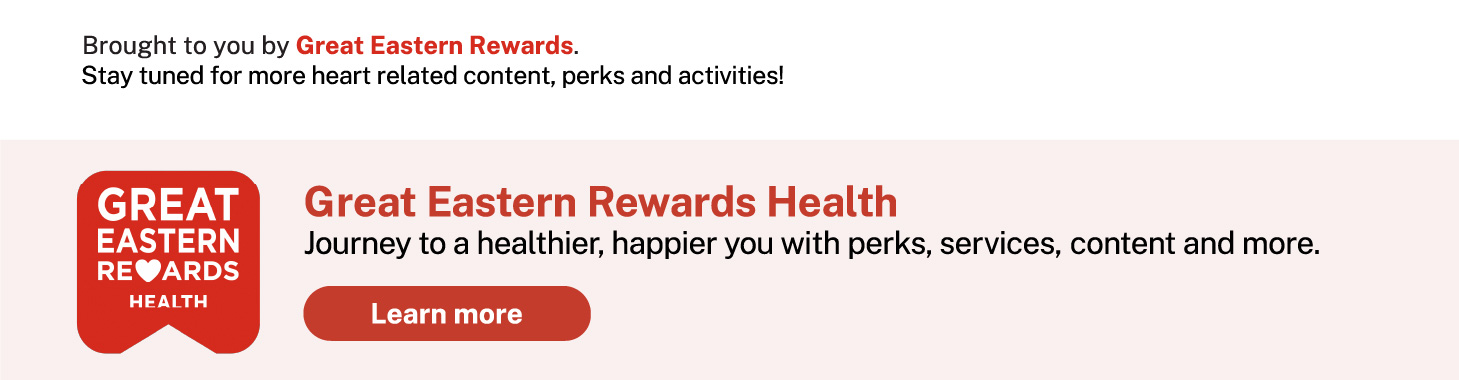 Brought to you by Great Eastern Rewards.
Stay tuned for more heart related content, perks and activities!
GREAT
EASTERN
REWARDS
HEALTH
Great Eastern Rewards Health
Journey to a healthier, happier you with perks, services, content and more.
Learn more